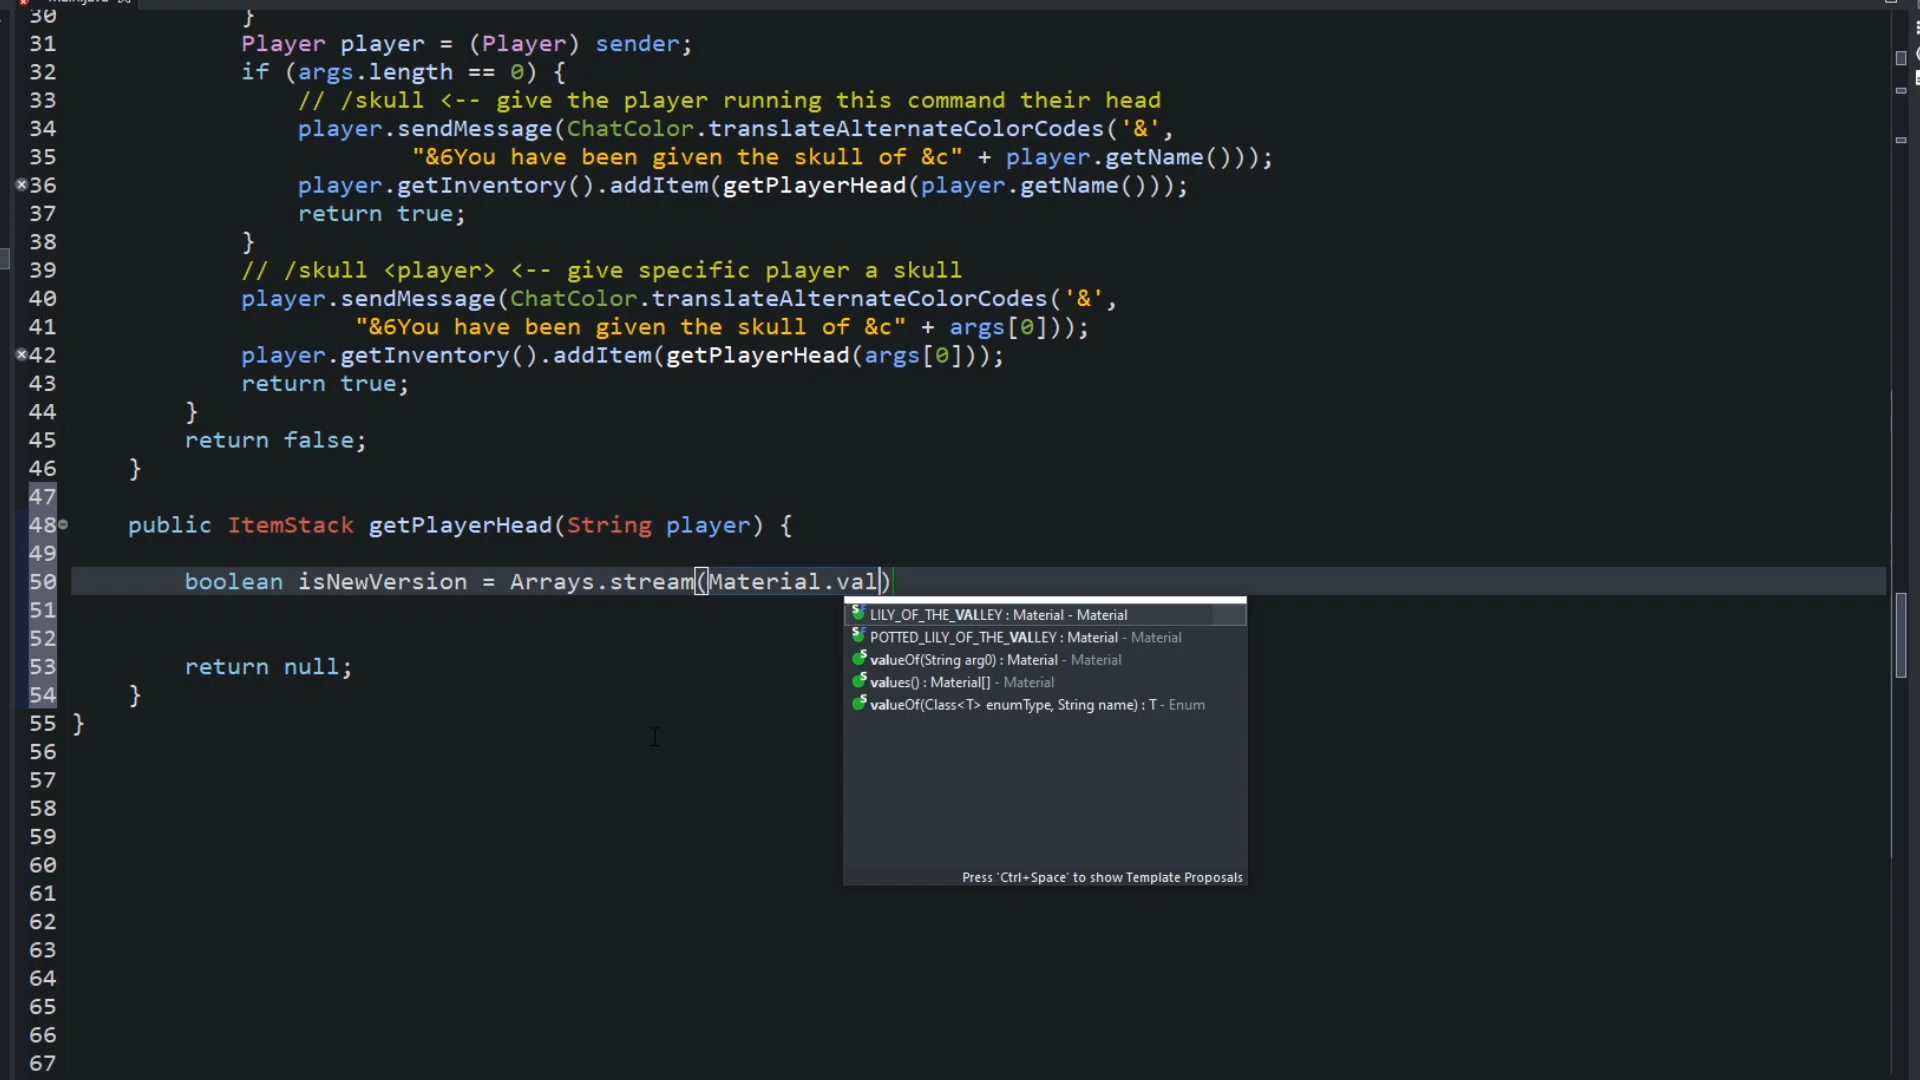 30 }
31 Player player = (Player) sender;
32 if (args.length == 0) {
33 // /skull <-- give the player running this command their head
34 player.sendMessage(ChatColor.translateAlternateColorCodes('&',
35 "&6You have been given the skull of &c" + player.getName()));
36 player.getInventory().addItem(getPlayerHead(player.getName()));
37 return true;
38 }
39 // /skull <player> <-- give specific player a skull
40 player.sendMessage(ChatColor.translateAlternateColorCodes('&',
41 "&6You have been given the skull of &c" + args[0]));
42 player.getInventory().addItem(getPlayerHead(args[0]));
43 return true;
44 }
45 return false;
46 }
47
48 public ItemStack getPlayerHead(String player) {
49
50 boolean isNewVersion = Arrays.stream(Material.val)
51
LILY_OF_THE_VALLEY : Material - Material
52
POTTED_LILY_OF_THE_VALLEY : Material - Material
valueOf(String arg0) : Material - Material
53 return null;
values() : Material[] - Material
54 }
valueOf(Class<T> enumType, String name) : T - Enum
55 }
56
57
58
59
60
Press 'Ctrl+Space' to show Template Proposals
61
62
63
64
65
66
67